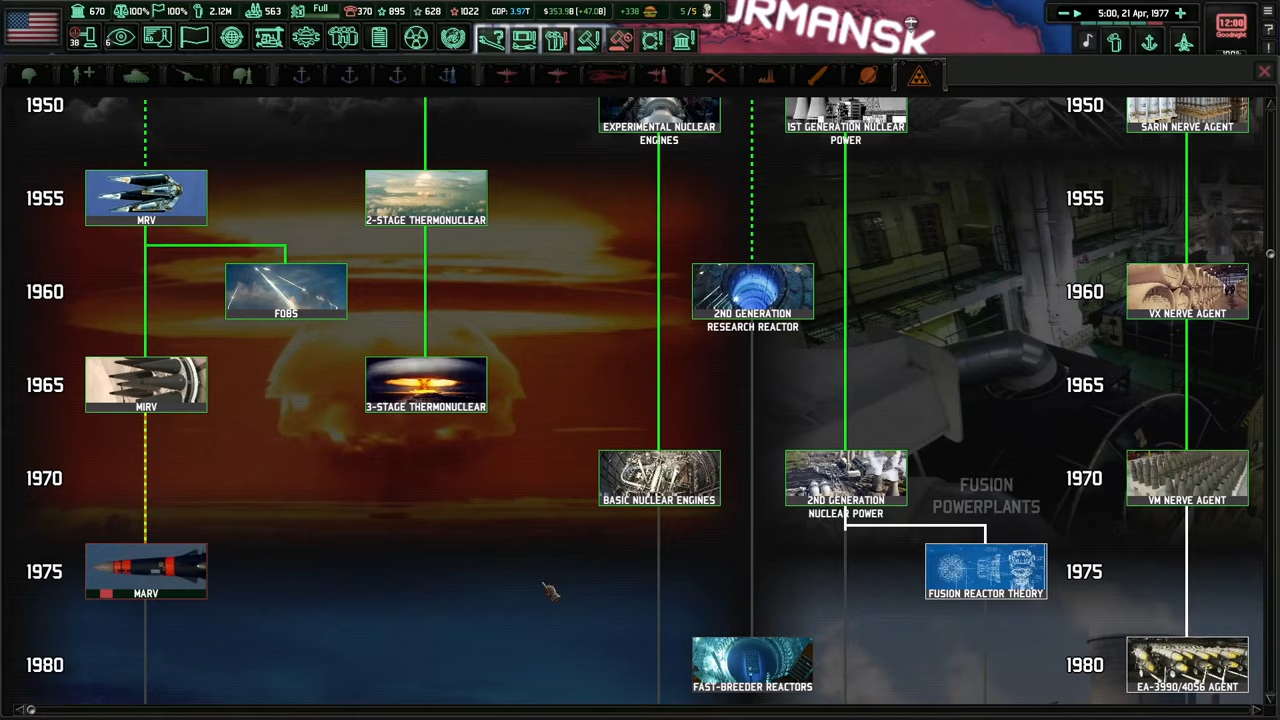 670 100% 100% 2.12M 563 Full 370 895 628 1022 GDP: 3.97T $353.9B (+47.0B) +338 5/5
5:00, 21 Apr, 1977
12:00
Goodnight
100%
38
6
URMANSK
1950
EXPERIMENTAL NUCLEAR
ENGINES
1ST GENERATION NUCLEAR
POWER
1950
SARIN NERVE AGENT
1955
MRV
2-STAGE THERMONUCLEAR
1955
1960
FOBS
2ND GENERATION
RESEARCH REACTOR
1960
VX NERVE AGENT
1965
MIRV
3-STAGE THERMONUCLEAR
1965
1970
BASIC NUCLEAR ENGINES
2ND GENERATION
NUCLEAR POWER
FUSION
POWERPLANTS
1970
VM NERVE AGENT
1975
MARV
FUSION REACTOR THEORY
1975
1980
FAST-BREEDER REACTORS
1980
EA-3990/4056 AGENT